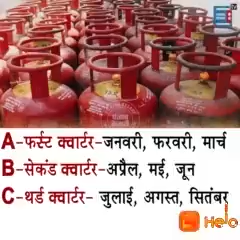 A-फर्स्ट क्वार्टर-जनवरी, फरवरी, मार्च
B-सेकंड क्वार्टर-अप्रैल, मई, जून
C-थर्ड क्वार्टर- जुलाई, अगस्त, सितंबर
Helo